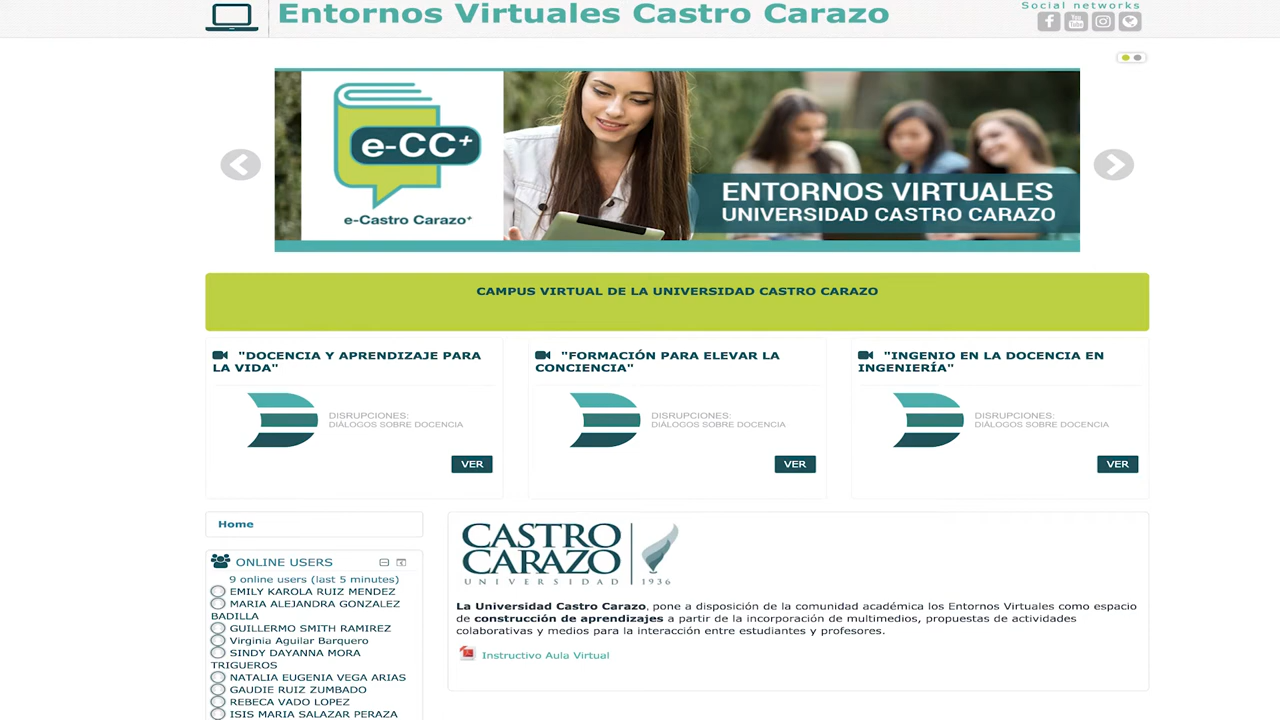 Entornos Virtuales Castro Carazo
Social networks
e-CC+
e-Castro Carazo+
ENTORNOS VIRTUALES
UNIVERSIDAD CASTRO CARAZO
CAMPUS VIRTUAL DE LA UNIVERSIDAD CASTRO CARAZO
"DOCENCIA Y APRENDIZAJE PARA
LA VIDA"
DISRUPCIONES:
DIÁLOGOS SOBRE DOCENCIA
VER
"FORMACIÓN PARA ELEVAR LA
CONCIENCIA"
DISRUPCIONES:
DIÁLOGOS SOBRE DOCENCIA
VER
"INGENIO EN LA DOCENCIA EN
INGENIERÍA"
DISRUPCIONES:
DIÁLOGOS SOBRE DOCENCIA
VER
Home
ONLINE USERS
9 online users (last 5 minutes)
EMILY KAROLA RUIZ MENDEZ
MARIA ALEJANDRA GONZALEZ
BADILLA
GUILLERMO SMITH RAMIREZ
Virginia Aguilar Barquero
SINDY DAYANNA MORA
TRIGUEROS
NATALIA EUGENIA VEGA ARIAS
GAUDIE RUIZ ZUMBADO
REBECA VADO LOPEZ
ISIS MARIA SALAZAR PERAZA
CASTRO
CARAZO
UNIVERSIDAD 1936
La Universidad Castro Carazo, pone a disposición de la comunidad académica los Entornos Virtuales como espacio
de construcción de aprendizajes a partir de la incorporación de multimedios, propuestas de actividades
colaborativas y medios para la interacción entre estudiantes y profesores.
Instructivo Aula Virtual